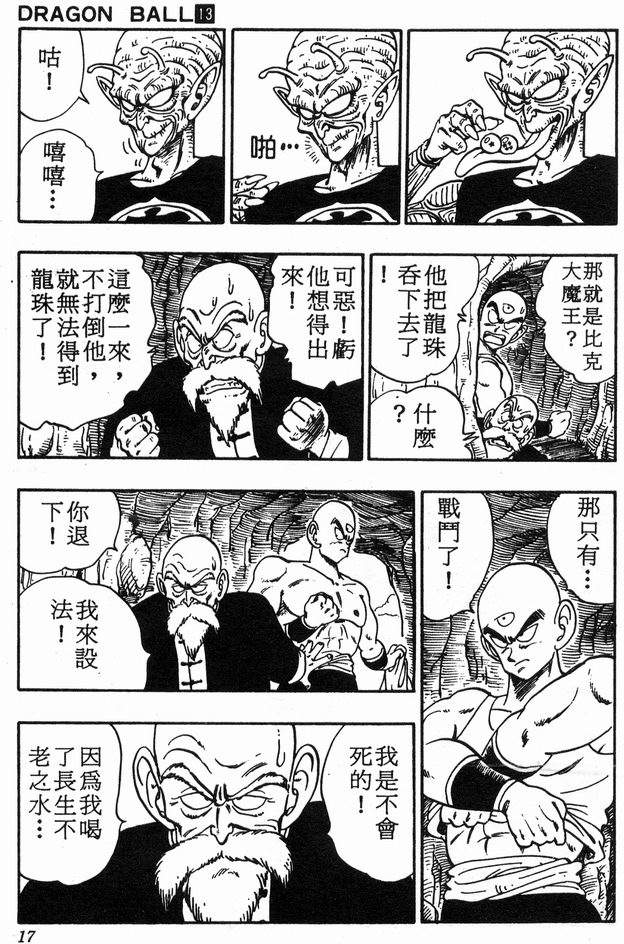 DRAGON BALL 13
啪…
咕！
嘻嘻…
那就是比克
大魔王？
他把龍珠
吞下去了
！
什麼
？
可惡！虧
他想得出
來！
這麼一來，
不打倒他，
就無法得到
龍珠了！
那只有…
戰鬥了！
你退
下！
我來設
法！
我是不會
死的！
因爲我喝
了長生不
老之水…
17